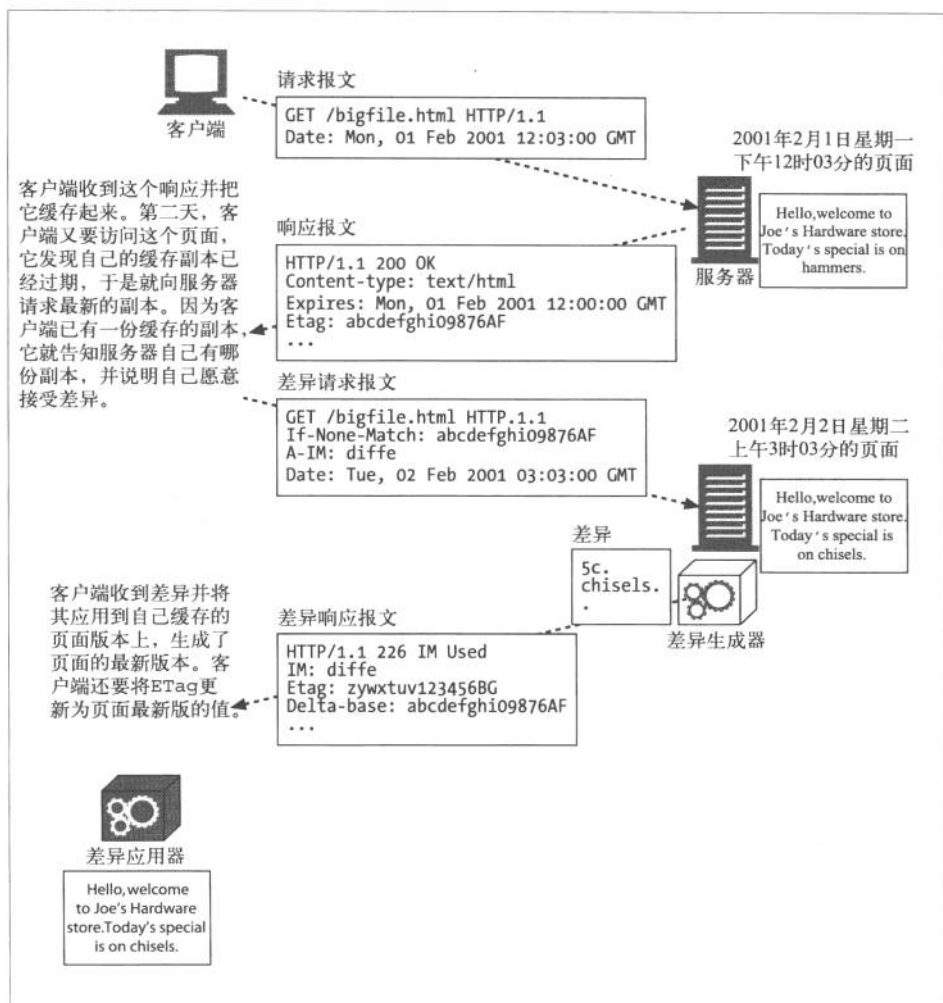 客户端
请求报文
GET /bigfile.html HTTP/1.1
Date: Mon, 01 Feb 2001 12:03:00 GMT
2001年2月1日星期一
下午12时03分的页面
服务器
Hello,welcome to
Joe's Hardware store.
Today's special is on
hammers.
客户端收到这个响应并把
它缓存起来。第二天，客
户端又要访问这个页面，
它发现自己的缓存副本已
经过期，于是就向服务器
请求最新的副本。因为客
户端已有一份缓存的副本，
它就告知服务器自己有哪
份副本，并说明自己愿意
接受差异。
响应报文
HTTP/1.1 200 OK
Content-type: text/html
Expires: Mon, 01 Feb 2001 12:00:00 GMT
Etag: abcdefghi09876AF
...
差异请求报文
GET /bigfile.html HTTP.1.1
If-None-Match: abcdefghi09876AF
A-IM: diffe
Date: Tue, 02 Feb 2001 03:03:00 GMT
2001年2月2日星期二
上午3时03分的页面
Hello,welcome to
Joe's Hardware store.
Today's special is
on chisels.
差异
5c.
chisels.
.
差异生成器
客户端收到差异并将
其应用到自己缓存的
页面版本上，生成了
页面的最新版本。客
户端还要将ETag更
新为页面最新版的值。
差异响应报文
HTTP/1.1 226 IM Used
IM: diffe
Etag: zywxtuv123456BG
Delta-base: abcdefghi09876AF
...
差异应用器
Hello,welcome
to Joe's Hardware
store.Today's special
is on chisels.